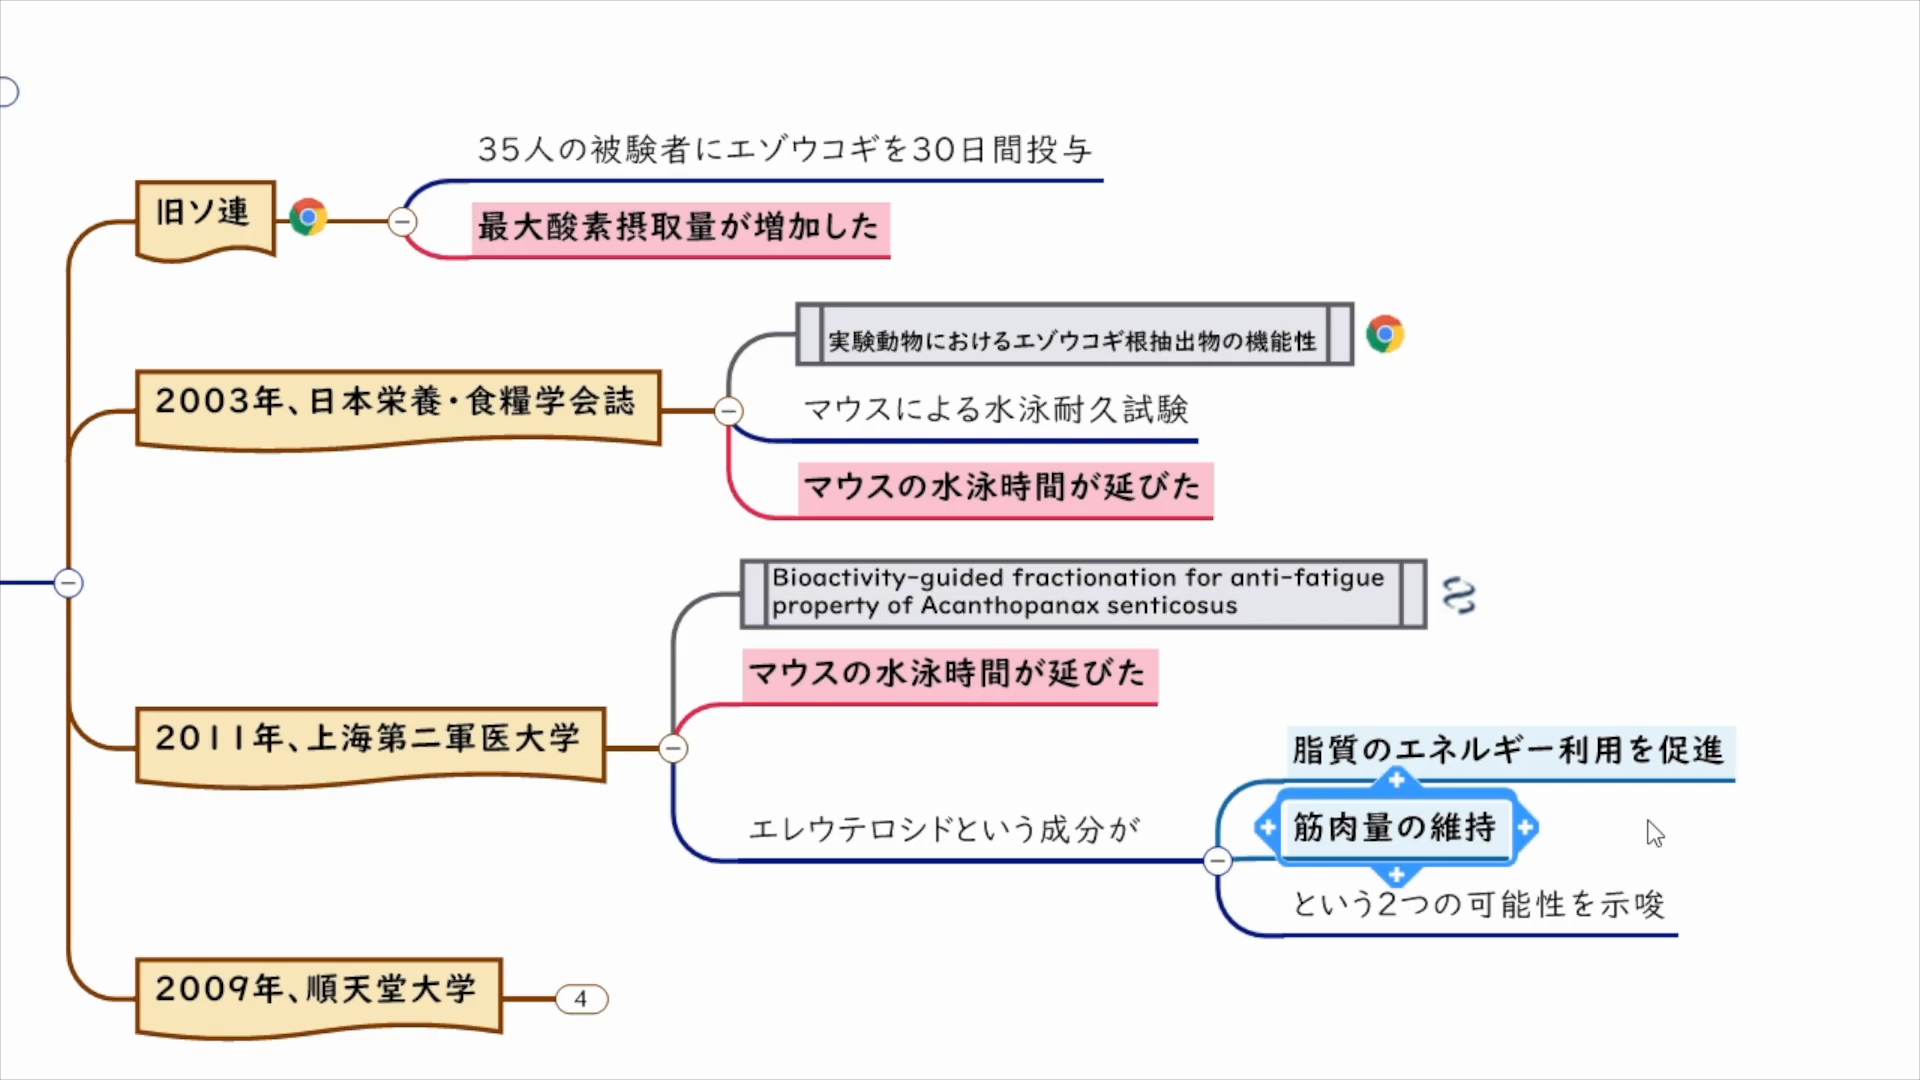 35人の被験者にエゾウコギを30日間投与
旧ソ連
最大酸素摂取量が増加した
実験動物におけるエゾウコギ根抽出物の機能性
2003年、日本栄養・食糧学会誌
マウスによる水泳耐久試験
マウスの水泳時間が延びた
Bioactivity-guided fractionation for anti-fatigue
property of Acanthopanax senticosus
マウスの水泳時間が延びた
2011年、上海第二軍医大学
脂質のエネルギー利用を促進
エレウテロシドという成分が
筋肉量の維持
という2つの可能性を示唆
2009年、順天堂大学
4